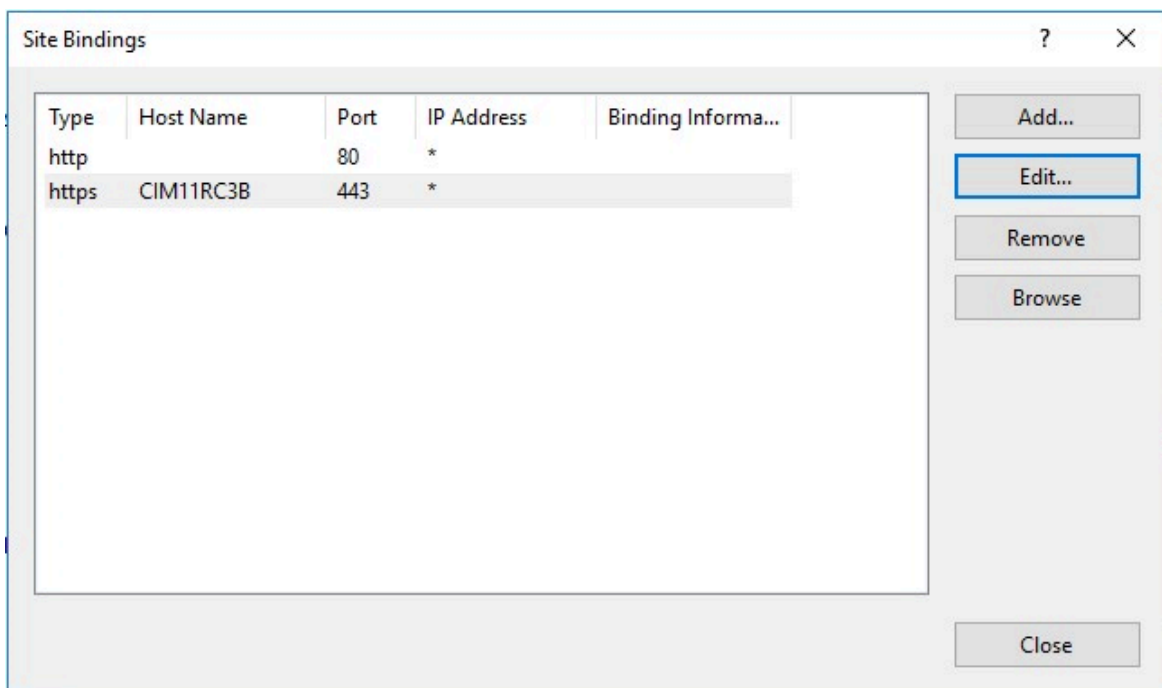 Site Bindings
?
Type Host Name Port IP Address Binding Informa...
http 80 *
https CIM11RC3B 443 *
Add...
Edit...
Remove
Browse
Close